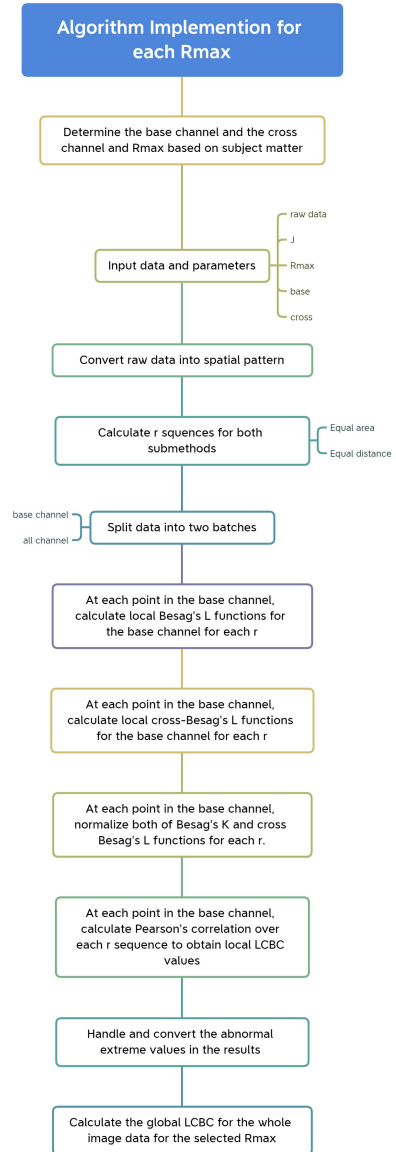 Algorithm Implemention for
each Rmax
Determine the base channel and the cross
channel and Rmax based on subject matter
raw data
J
Input data and parameters
Rmax
base
cross
Convert raw data into spatial pattern
Calculate r squences for both
submethods
Equal area
Equal distance
base channel
all channel
Split data into two batches
At each point in the base channel,
calculate local Besag's L functions for
the base channel for each r
At each point in the base channel,
calculate local cross-Besag's L functions
for the base channel for each r
At each point in the base channel,
normalize both of Besag's K and cross
Besag's L functions for each r.
At each point in the base channel,
calculate Pearson's correlation over
each r sequence to obtain local LCBC
values
Handle and convert the abnormal
extreme values in the results
Calculate the global LCBC for the whole
image data for the selected Rmax